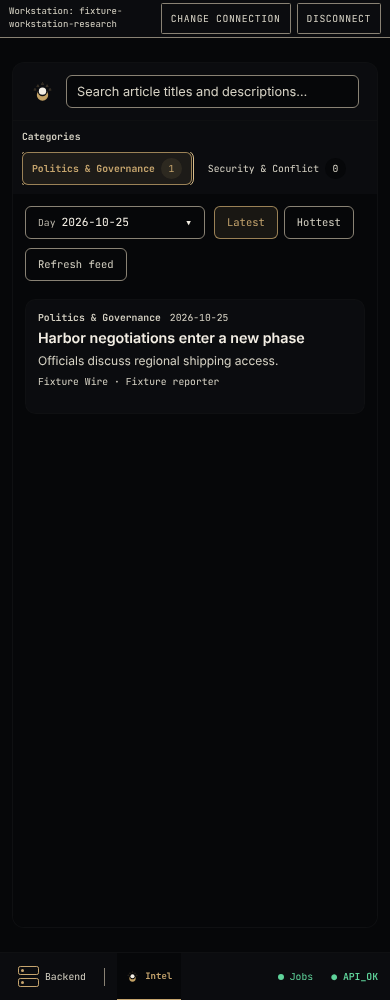 Workstation: fixture-
workstation-research
CHANGE CONNECTION
DISCONNECT
Search article titles and descriptions...
Categories
Politics & Governance 1
Security & Conflict 0
Day 2026-10-25 ▾
Latest
Hottest
Refresh feed
Politics & Governance 2026-10-25
Harbor negotiations enter a new phase
Officials discuss regional shipping access.
Fixture Wire · Fixture reporter
Backend
Intel
Jobs
API_OK